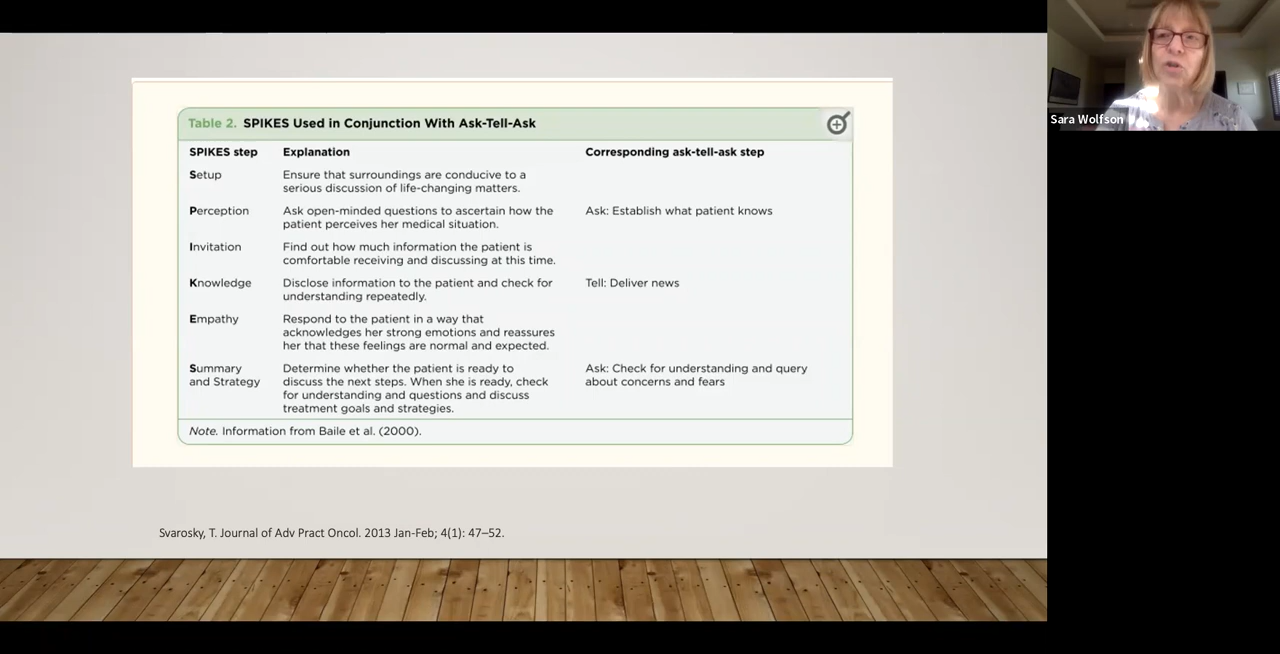 Table 2. SPIKES Used in Conjunction With Ask-Tell-Ask
SPIKES step Explanation Corresponding ask-tell-ask step
Setup Ensure that surroundings are conducive to a
serious discussion of life-changing matters.
Perception Ask open-minded questions to ascertain how the Ask: Establish what patient knows
patient perceives her medical situation.
Invitation Find out how much information the patient is
comfortable receiving and discussing at this time.
Knowledge Disclose information to the patient and check for Tell: Deliver news
understanding repeatedly.
Empathy Respond to the patient in a way that
acknowledges her strong emotions and reassures
her that these feelings are normal and expected.
Summary Determine whether the patient is ready to Ask: Check for understanding and query
and Strategy discuss the next steps. When she is ready, check about concerns and fears
for understanding and questions and discuss
treatment goals and strategies.
Note. Information from Baile et al. (2000).
Svarosky, T. Journal of Adv Pract Oncol. 2013 Jan-Feb; 4(1): 47–52.
Sara Wolfson